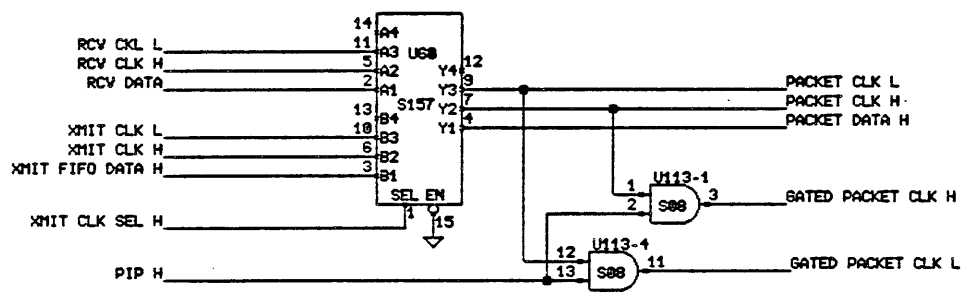 14 A4
RCV CKL L 11 A3 U60
RCV CLK H 5 A2 Y4 12
RCV DATA 2 A1 Y3 9 PACKET CLK L
13 B4 S157 Y2 7 PACKET CLK H
XMIT CLK L 10 B3 Y1 4 PACKET DATA H
XMIT CLK H 6 B2
XMIT FIFO DATA H 3 B1
SEL EN
1 15
U113-1
1 3 GATED PACKET CLK H
2 S08
XMIT CLK SEL H
U113-4
12 11 GATED PACKET CLK L
PIP H 13 S08